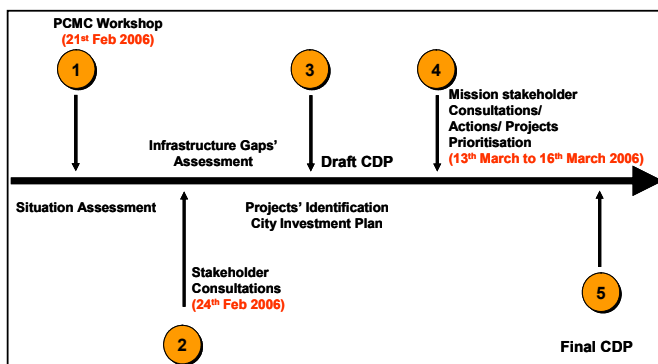 PCMC Workshop
(21st Feb 2006)
1
3
4
Mission stakeholder
Consultations/
Actions/ Projects
Prioritisation
(13th March to 16th March 2006)
Infrastructure Gaps'
Assessment
Draft CDP
Situation Assessment
Projects' Identification
City Investment Plan
Stakeholder
Consultations
(24th Feb 2006)
2
5
Final CDP